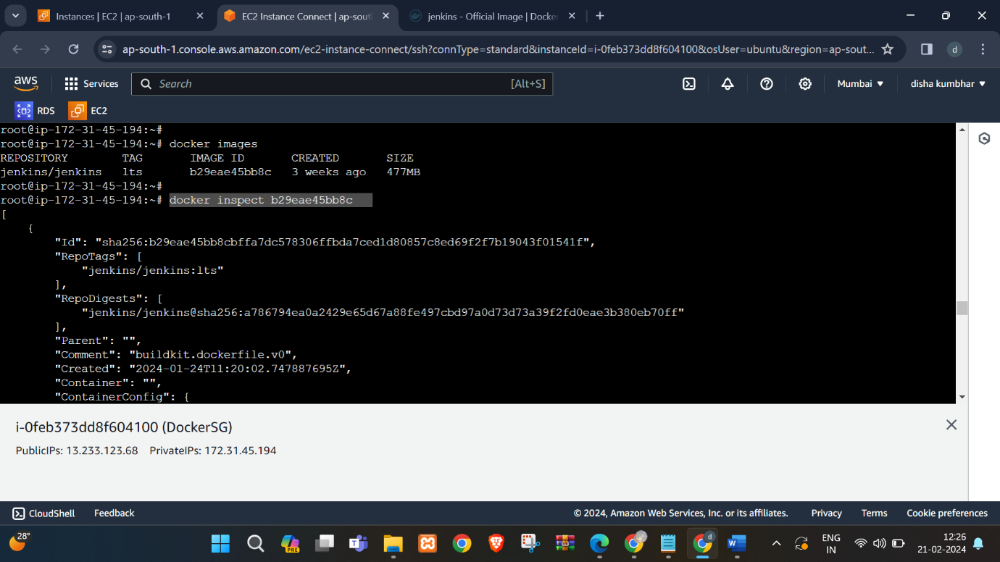 Instances | EC2 | ap-south-1
EC2 Instance Connect | ap-sout
jenkins - Official Image | Docke
ap-south-1.console.aws.amazon.com/ec2-instance-connect/ssh?connType=standard&instanceId=i-0feb373dd8f604100&osUser=ubuntu&region=ap-sout...
d
aws
Services
Search
[Alt+S]
Mumbai
disha kumbhar
RDS
EC2
root@ip-172-31-45-194:~#
root@ip-172-31-45-194:~# docker images
REPOSITORY TAG IMAGE ID CREATED SIZE
jenkins/jenkins lts b29eae45bb8c 3 weeks ago 477MB
root@ip-172-31-45-194:~#
root@ip-172-31-45-194:~# docker inspect b29eae45bb8c
[
{
"Id": "sha256:b29eae45bb8cbffa7dc578306ffbda7ced1d80857c8ed69f2f7b19043f01541f",
"RepoTags": [
"jenkins/jenkins:lts"
],
"RepoDigests": [
"jenkins/jenkins@sha256:a786794ea0a2429e65d67a88fe497cbd97a0d73d73a39f2fd0eae3b380eb70ff"
],
"Parent": "",
"Comment": "buildkit.dockerfile.v0",
"Created": "2024-01-24T11:20:02.747887695Z",
"Container": "",
"ContainerConfig": {
i-0feb373dd8f604100 (DockerSG)
PublicIPs: 13.233.123.68 PrivateIPs: 172.31.45.194
CloudShell
Feedback
© 2024, Amazon Web Services, Inc. or its affiliates.
Privacy
Terms
Cookie preferences
28°
PRE
d
ENG
IN
12:26
21-02-2024